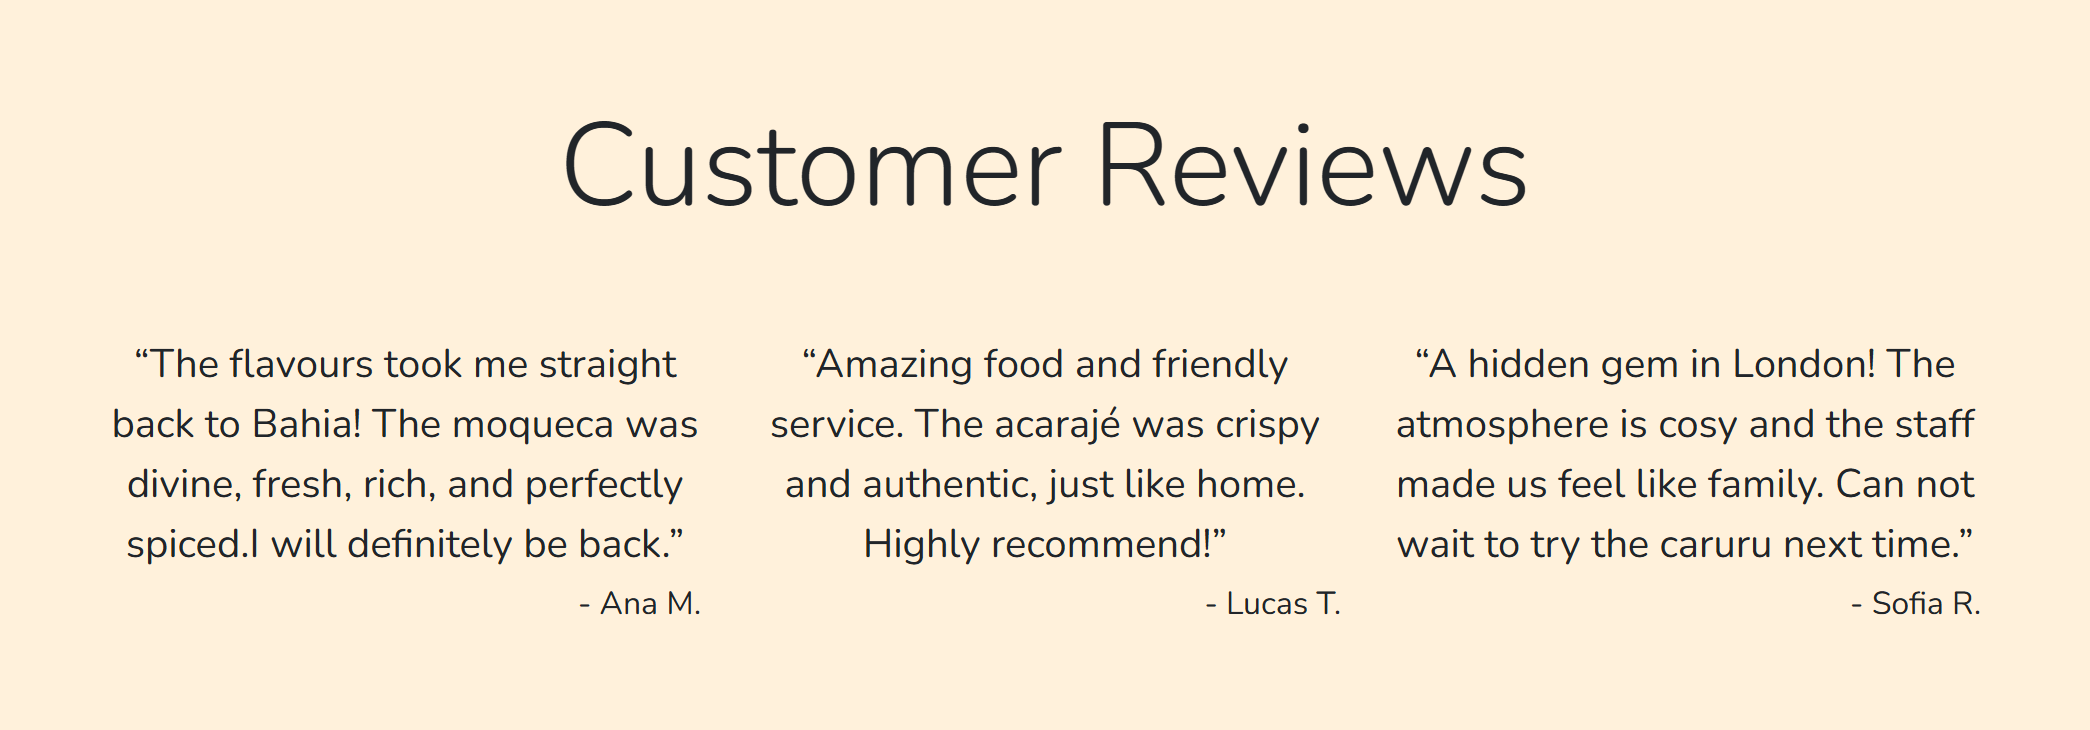 Customer Reviews
“The flavours took me straight
back to Bahia! The moqueca was
divine, fresh, rich, and perfectly
spiced.I will definitely be back.”
- Ana M.
“Amazing food and friendly
service. The acarajé was crispy
and authentic, just like home.
Highly recommend!”
- Lucas T.
“A hidden gem in London! The
atmosphere is cosy and the staff
made us feel like family. Can not
wait to try the caruru next time.”
- Sofia R.